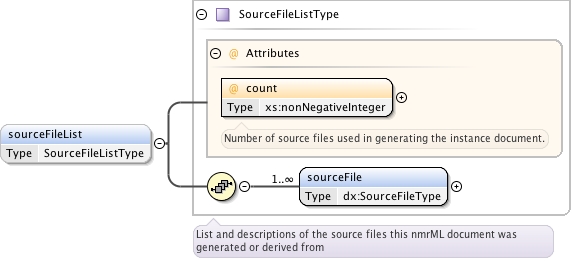 SourceFileListType
@ Attributes
@ count
Type xs:nonNegativeInteger
Number of source files used in generating the instance document.
sourceFileList
Type SourceFileListType
1..∞
sourceFile
Type dx:SourceFileType
List and descriptions of the source files this nmrML document was
generated or derived from